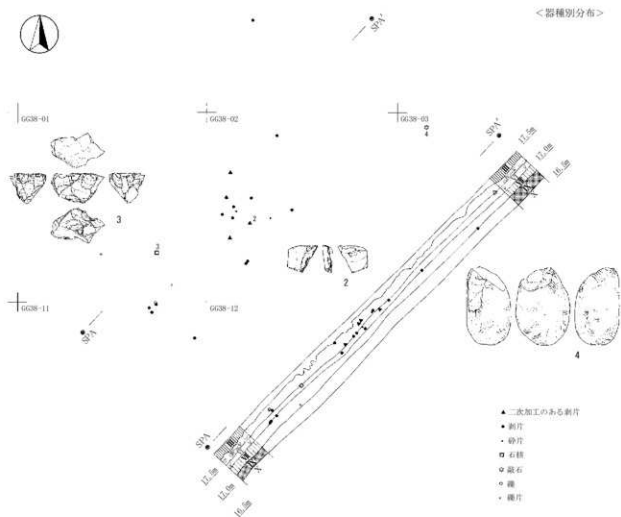 <器種別分布>
SPA'
GG38-01
GG38-02
GG38-03
4
SPA'
17.5m
17.0m
16.5m
3
2
3
2
GG38-11
GG38-12
SPA
4
SPA
17.5m
17.0m
16.5m
▲ 二次加工のある剥片
● 剥片
・ 砕片
石核
敲石
礫
礫片